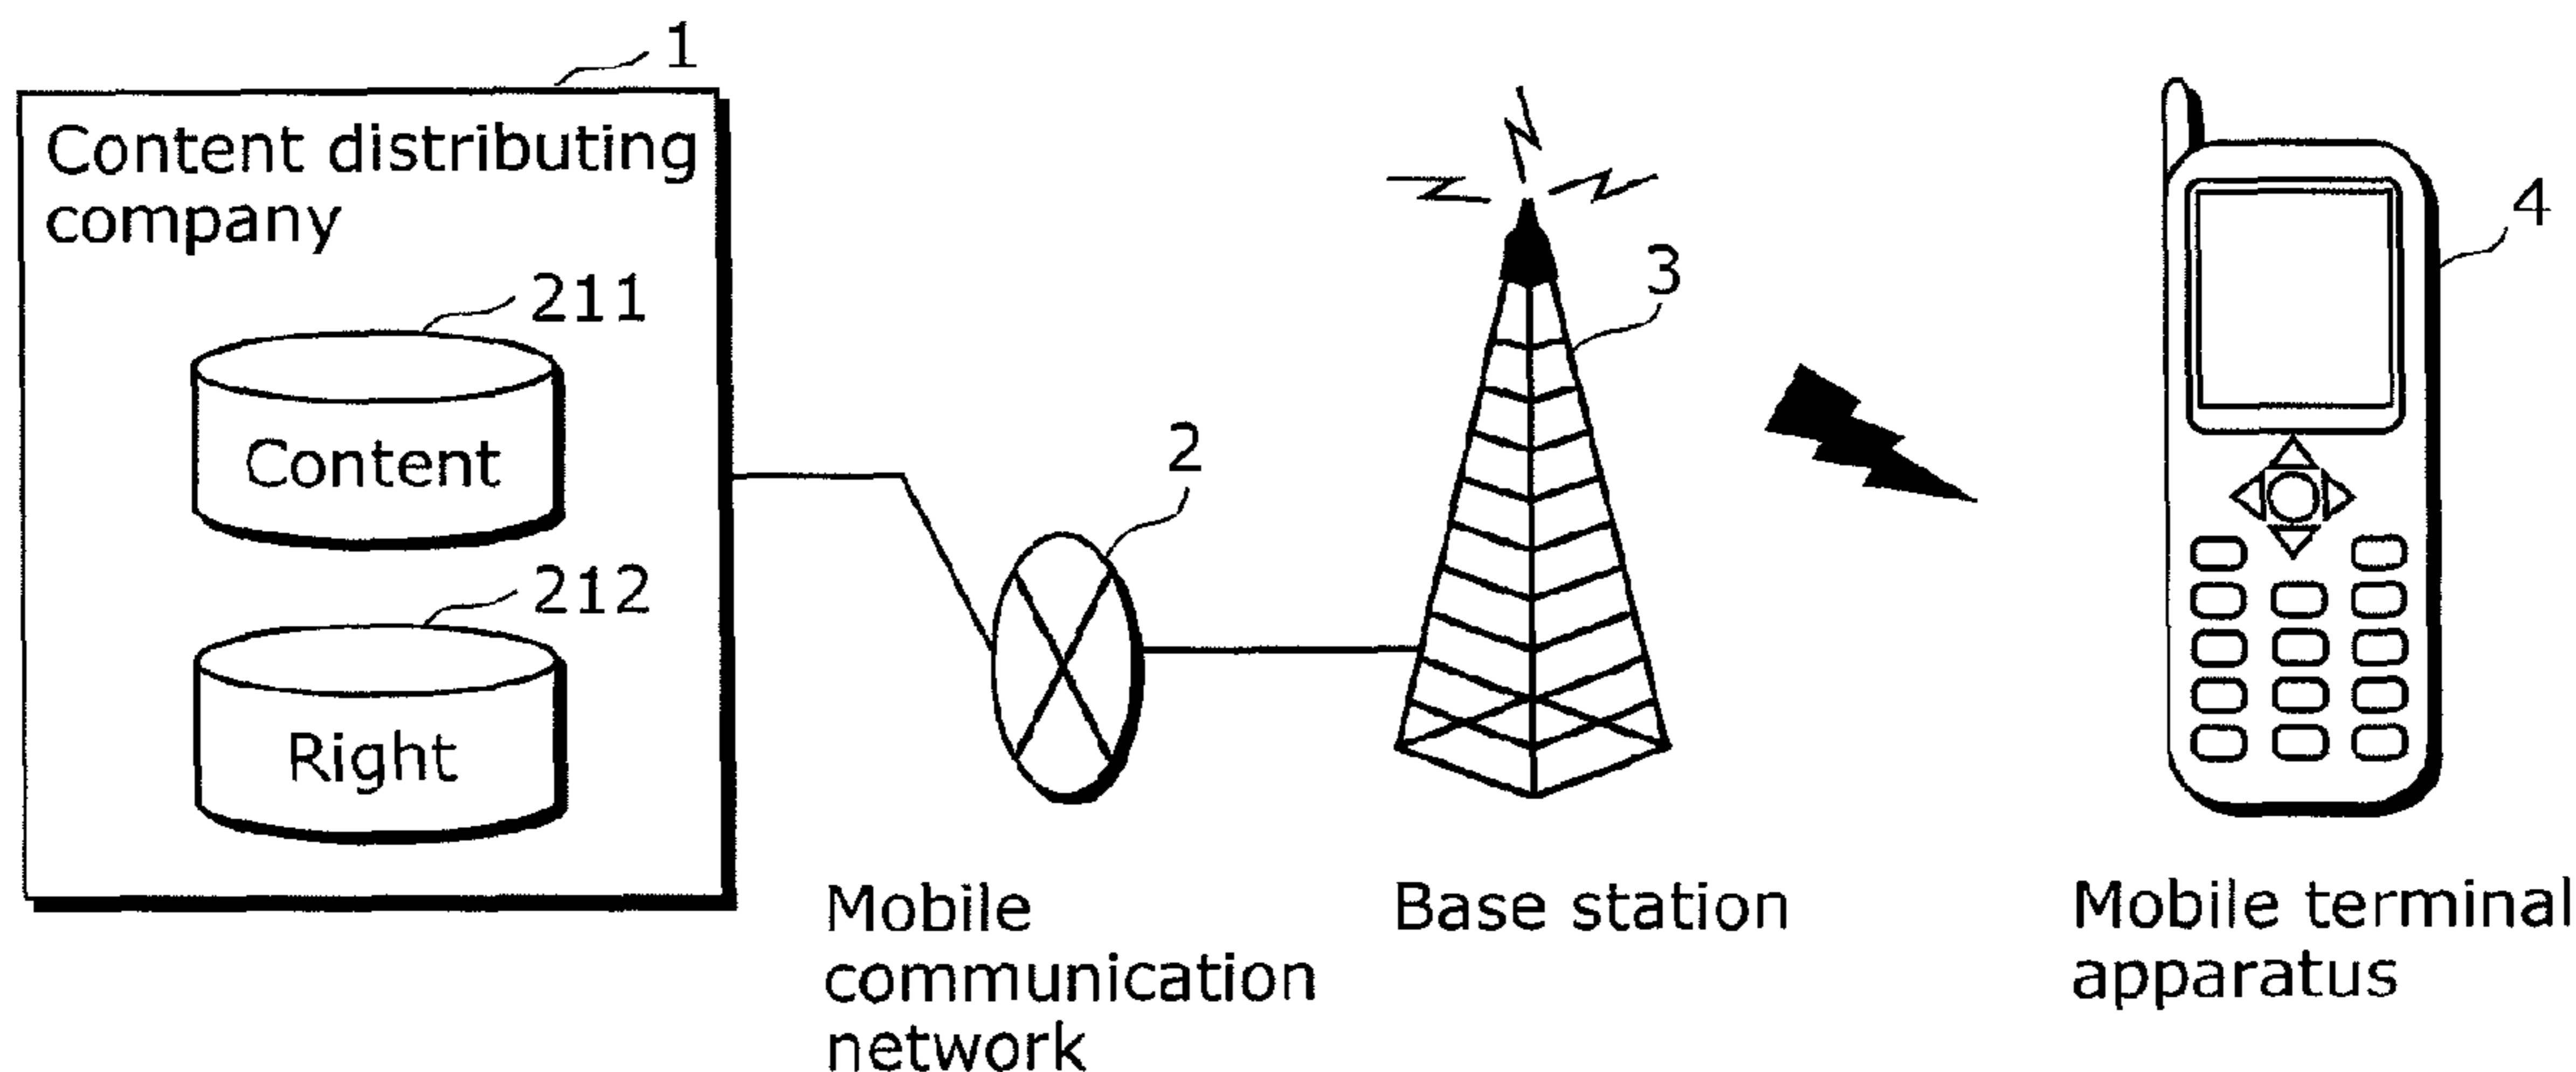 1
Content distributing
company
211
Content
212
Right
2
Mobile
communication
network
3
Base station
4
Mobile terminal
apparatus